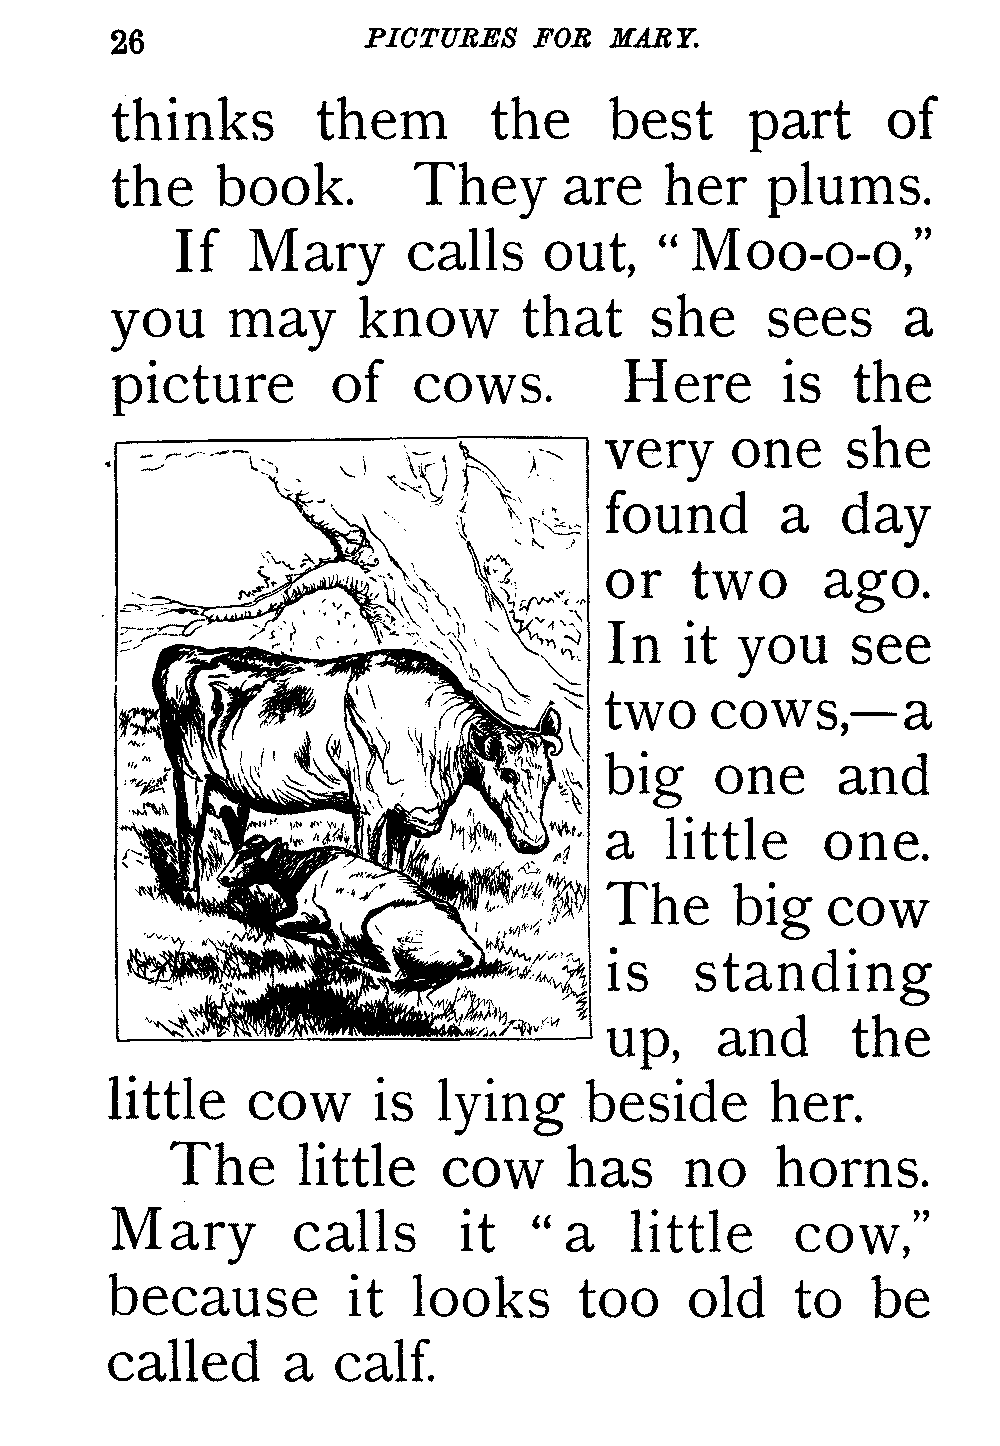 26 PICTURES FOR MARY.
thinks them the best part of
the book. They are her plums.
If Mary calls out, “Moo-o-o,”
you may know that she sees a
picture of cows. Here is the
very one she
found a day
or two ago.
In it you see
two cows,—a
big one and
a little one.
The big cow
is standing
up, and the
little cow is lying beside her.
The little cow has no horns.
Mary calls it “a little cow,”
because it looks too old to be
called a calf.